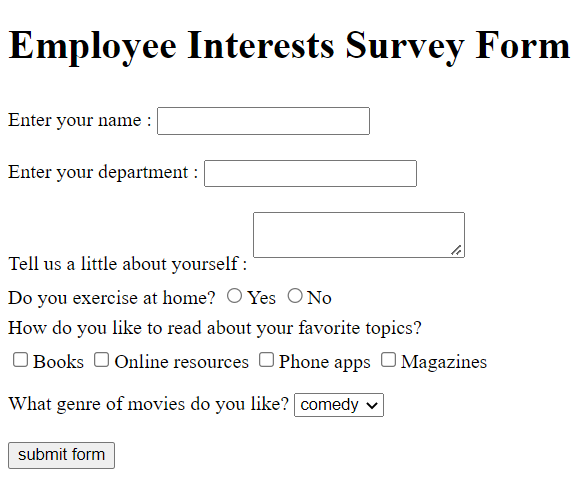 Employee Interests Survey Form
Enter your name :
Enter your department :
Tell us a little about yourself :
Do you exercise at home? Yes No
How do you like to read about your favorite topics?
Books Online resources Phone apps Magazines
What genre of movies do you like? comedy
submit form